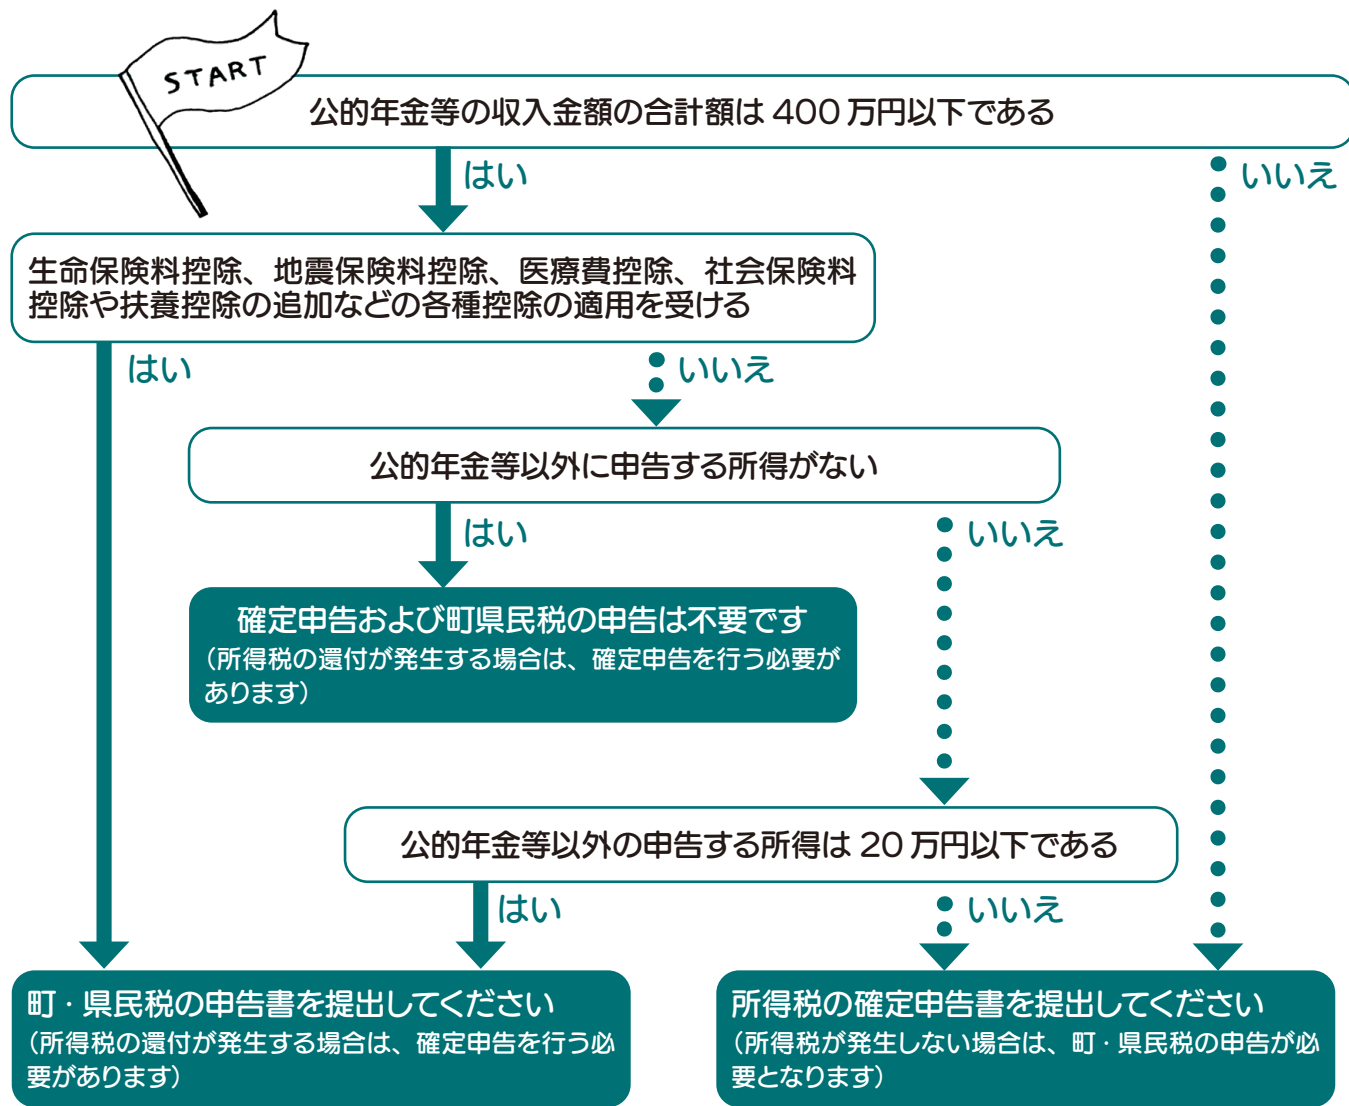 START
公的年金等の収入金額の合計額は 400 万円以下である
はい
いいえ
生命保険料控除、地震保険料控除、医療費控除、社会保険料
控除や扶養控除の追加などの各種控除の適用を受ける
はい
いいえ
公的年金等以外に申告する所得がない
はい
いいえ
確定申告および町県民税の申告は不要です
(所得税の還付が発生する場合は、確定申告を行う必要が
あります)
公的年金等以外の申告する所得は 20 万円以下である
はい
いいえ
町・県民税の申告書を提出してください
(所得税の還付が発生する場合は、確定申告を行う必
要があります)
所得税の確定申告書を提出してください
(所得税が発生しない場合は、町・県民税の申告が必
要となります)